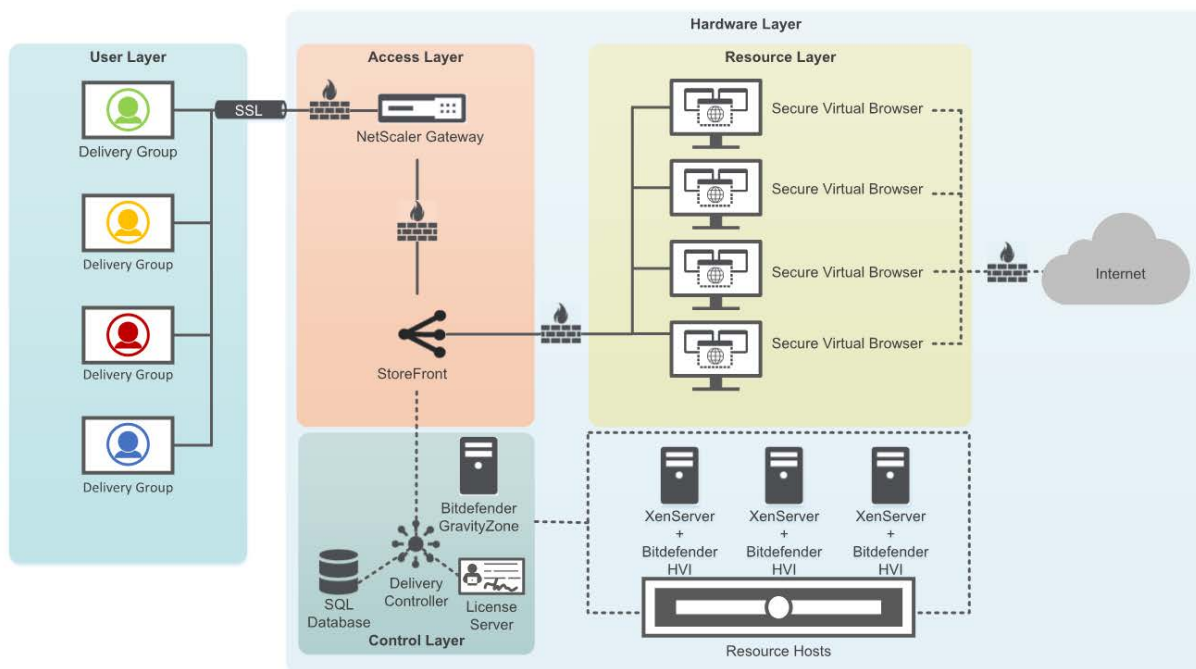 Hardware Layer
User Layer
Access Layer
Resource Layer
SSL
Delivery Group
NetScaler Gateway
Secure Virtual Browser
Delivery Group
Secure Virtual Browser
Delivery Group
Secure Virtual Browser
Internet
Secure Virtual Browser
StoreFront
Delivery Group
Bitdefender
GravityZone
XenServer
+
Bitdefender
HVI
XenServer
+
Bitdefender
HVI
XenServer
+
Bitdefender
HVI
SQL
Database
Delivery
Controller
License
Server
Control Layer
Resource Hosts